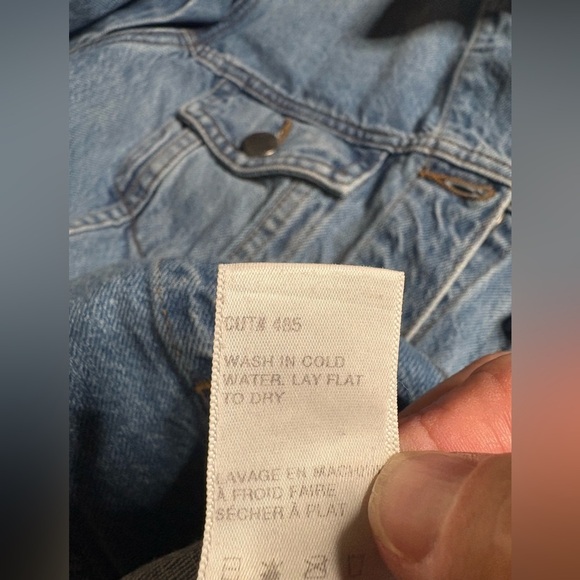 CUT# 485
WASH IN COLD
WATER. LAY FLAT
TO DRY
LAVAGE EN MACHINE
À FROID FAIRE
SÉCHER À PLAT